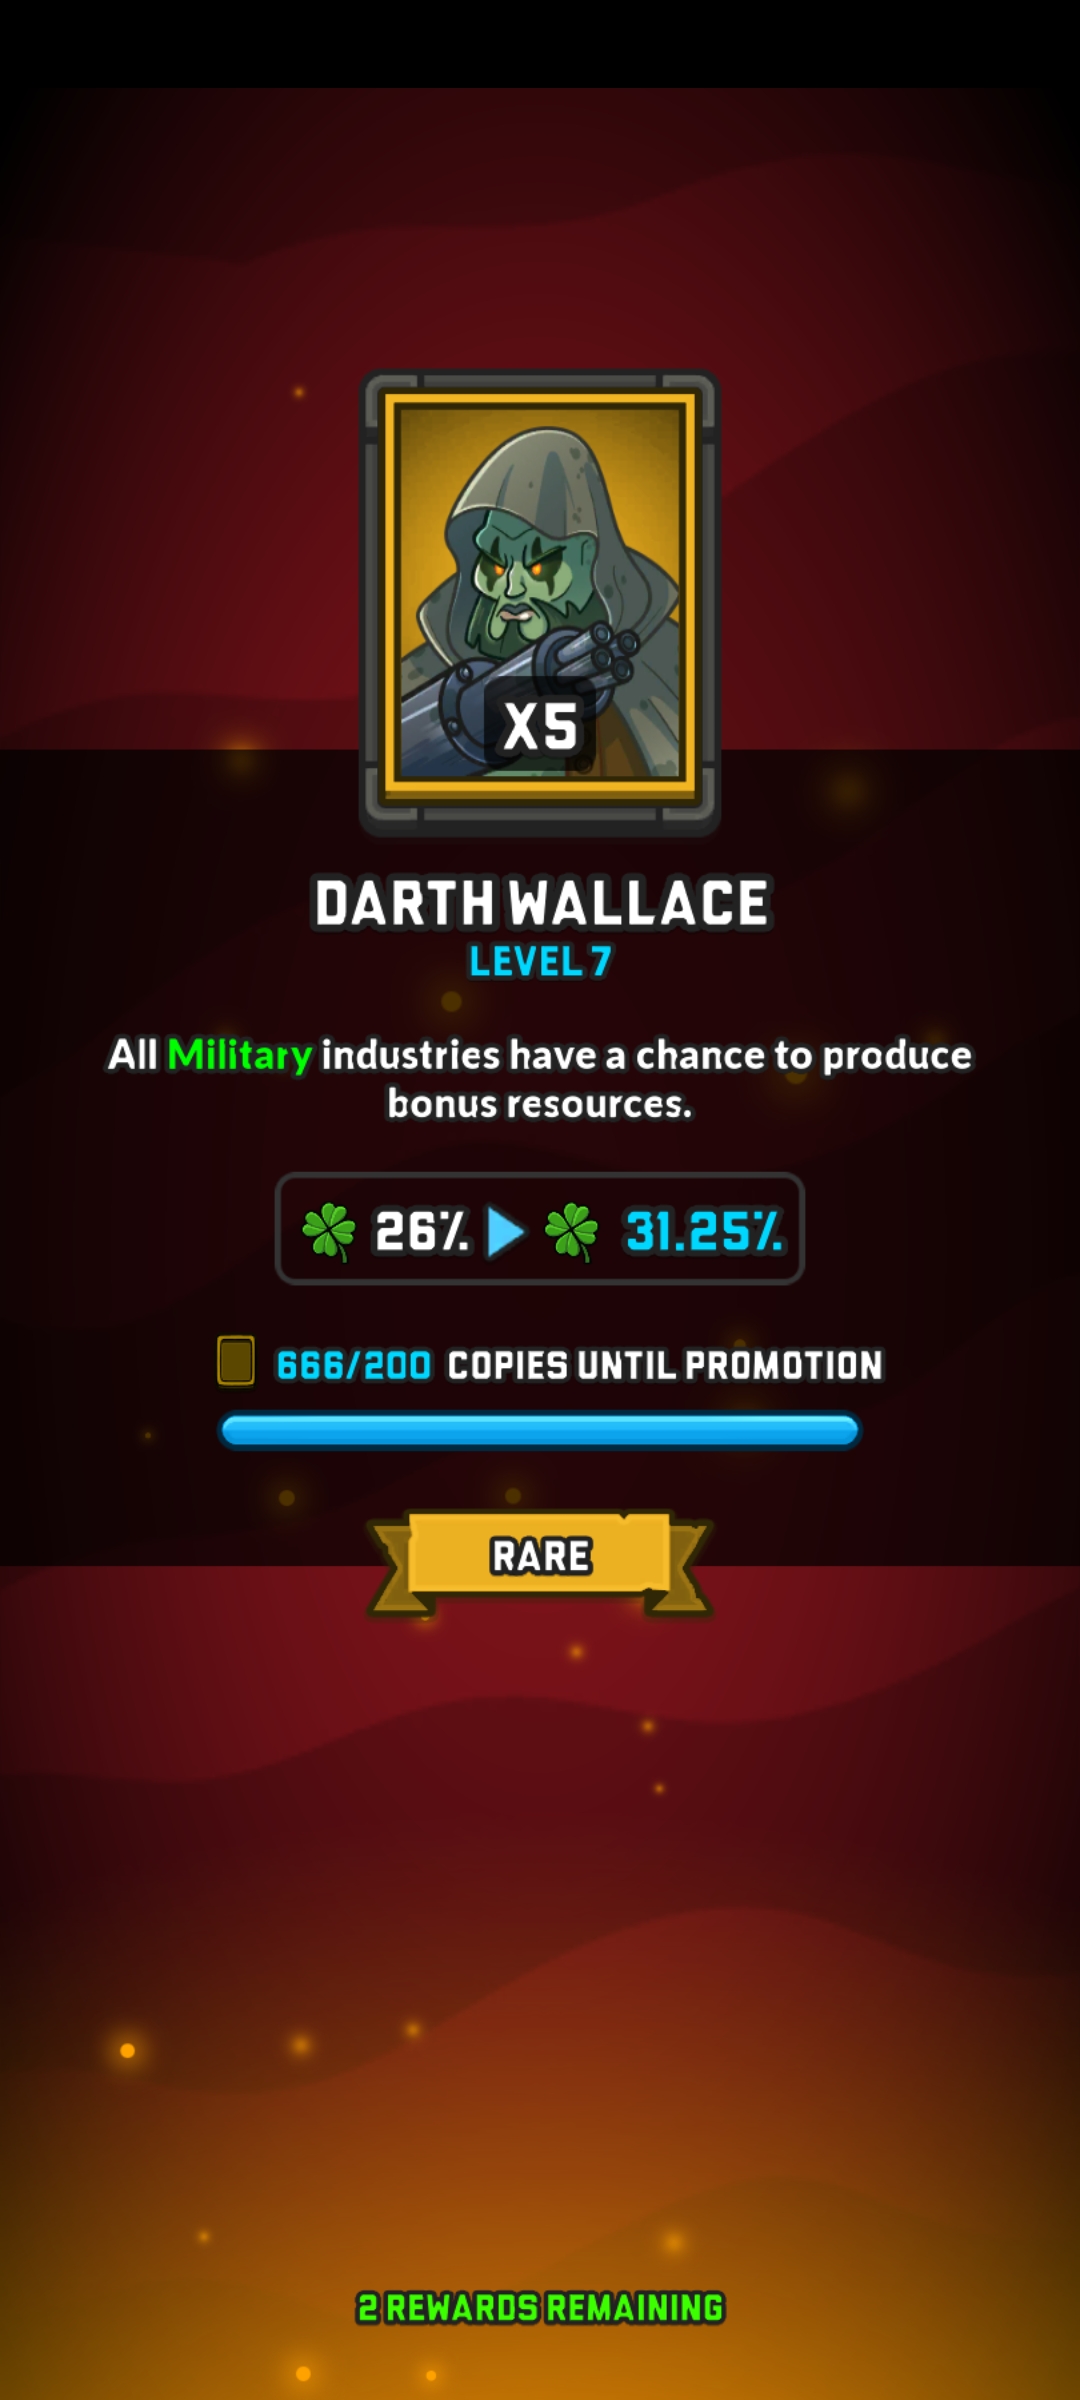 X5
DARTH WALLACE
LEVEL 7
All Military industries have a chance to produce
bonus resources.
26% 31.25%
666/200 COPIES UNTIL PROMOTION
RARE
2 REWARDS REMAINING